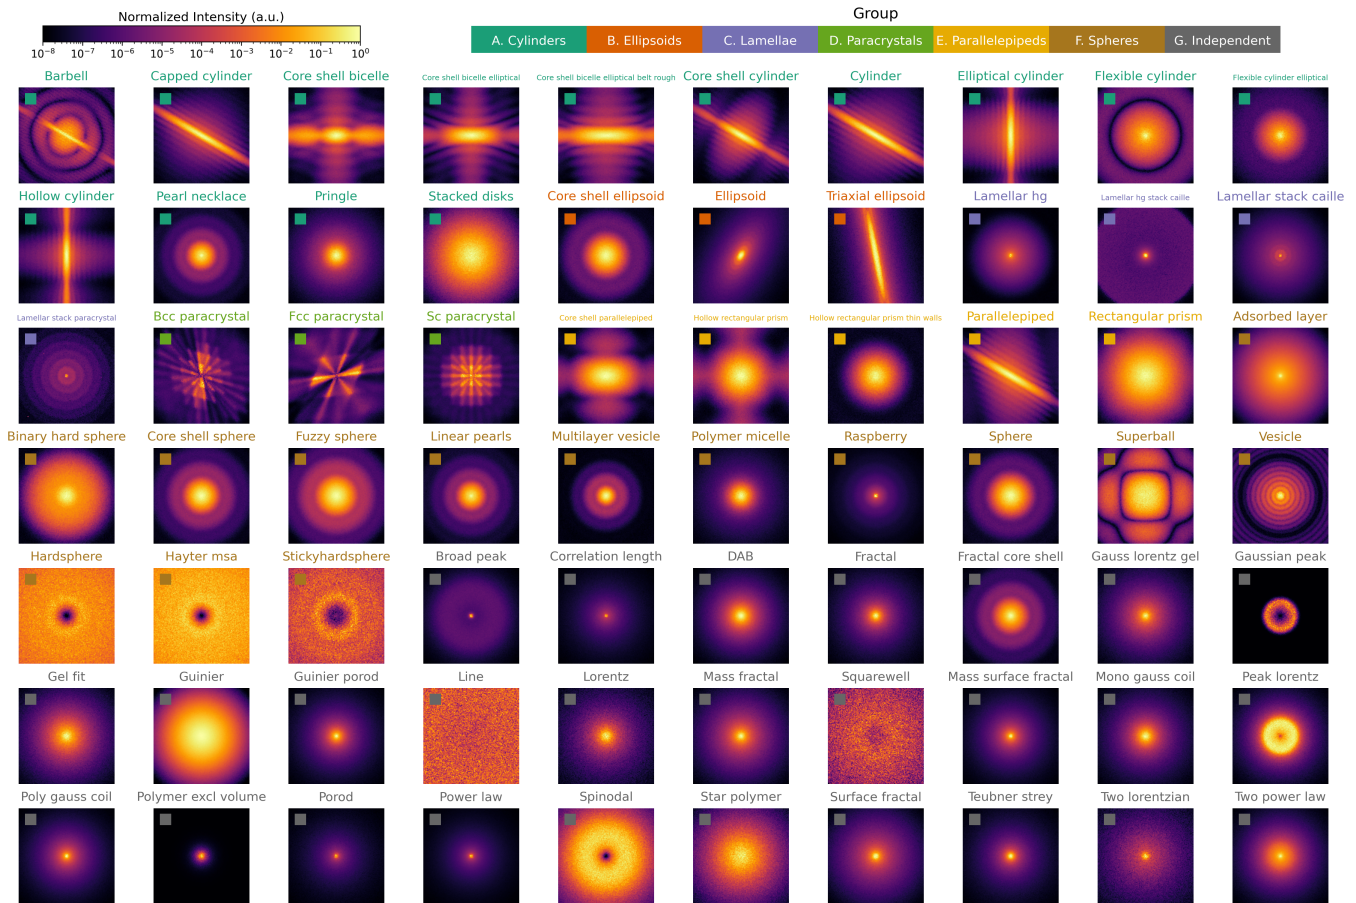 Normalized Intensity (a.u.)
10⁻⁸ 10⁻⁷ 10⁻⁶ 10⁻⁵ 10⁻⁴ 10⁻³ 10⁻² 10⁻¹ 10⁰
Group
A. Cylinders B. Ellipsoids C. Lamellae D. Paracrystals E. Parallelepipeds F. Spheres G. Independent
Barbell Capped cylinder Core shell bicelle Core shell bicelle elliptical Core shell bicelle elliptical belt rough Core shell cylinder Cylinder Elliptical cylinder Flexible cylinder Flexible cylinder elliptical
Hollow cylinder Pearl necklace Pringle Stacked disks Core shell ellipsoid Ellipsoid Triaxial ellipsoid Lamellar hg Lamellar hg stack caille Lamellar stack caille
Lamellar stack paracrystal Bcc paracrystal Fcc paracrystal Sc paracrystal Core shell parallelepiped Hollow rectangular prism Hollow rectangular prism thin walls Parallelepiped Rectangular prism Adsorbed layer
Binary hard sphere Core shell sphere Fuzzy sphere Linear pearls Multilayer vesicle Polymer micelle Raspberry Sphere Superball Vesicle
Hardsphere Hayter msa Stickyhardsphere Broad peak Correlation length DAB Fractal Fractal core shell Gauss lorentz gel Gaussian peak
Gel fit Guinier Guinier porod Line Lorentz Mass fractal Squarewell Mass surface fractal Mono gauss coil Peak lorentz
Poly gauss coil Polymer excl volume Porod Power law Spinodal Star polymer Surface fractal Teubner strey Two lorentzian Two power law